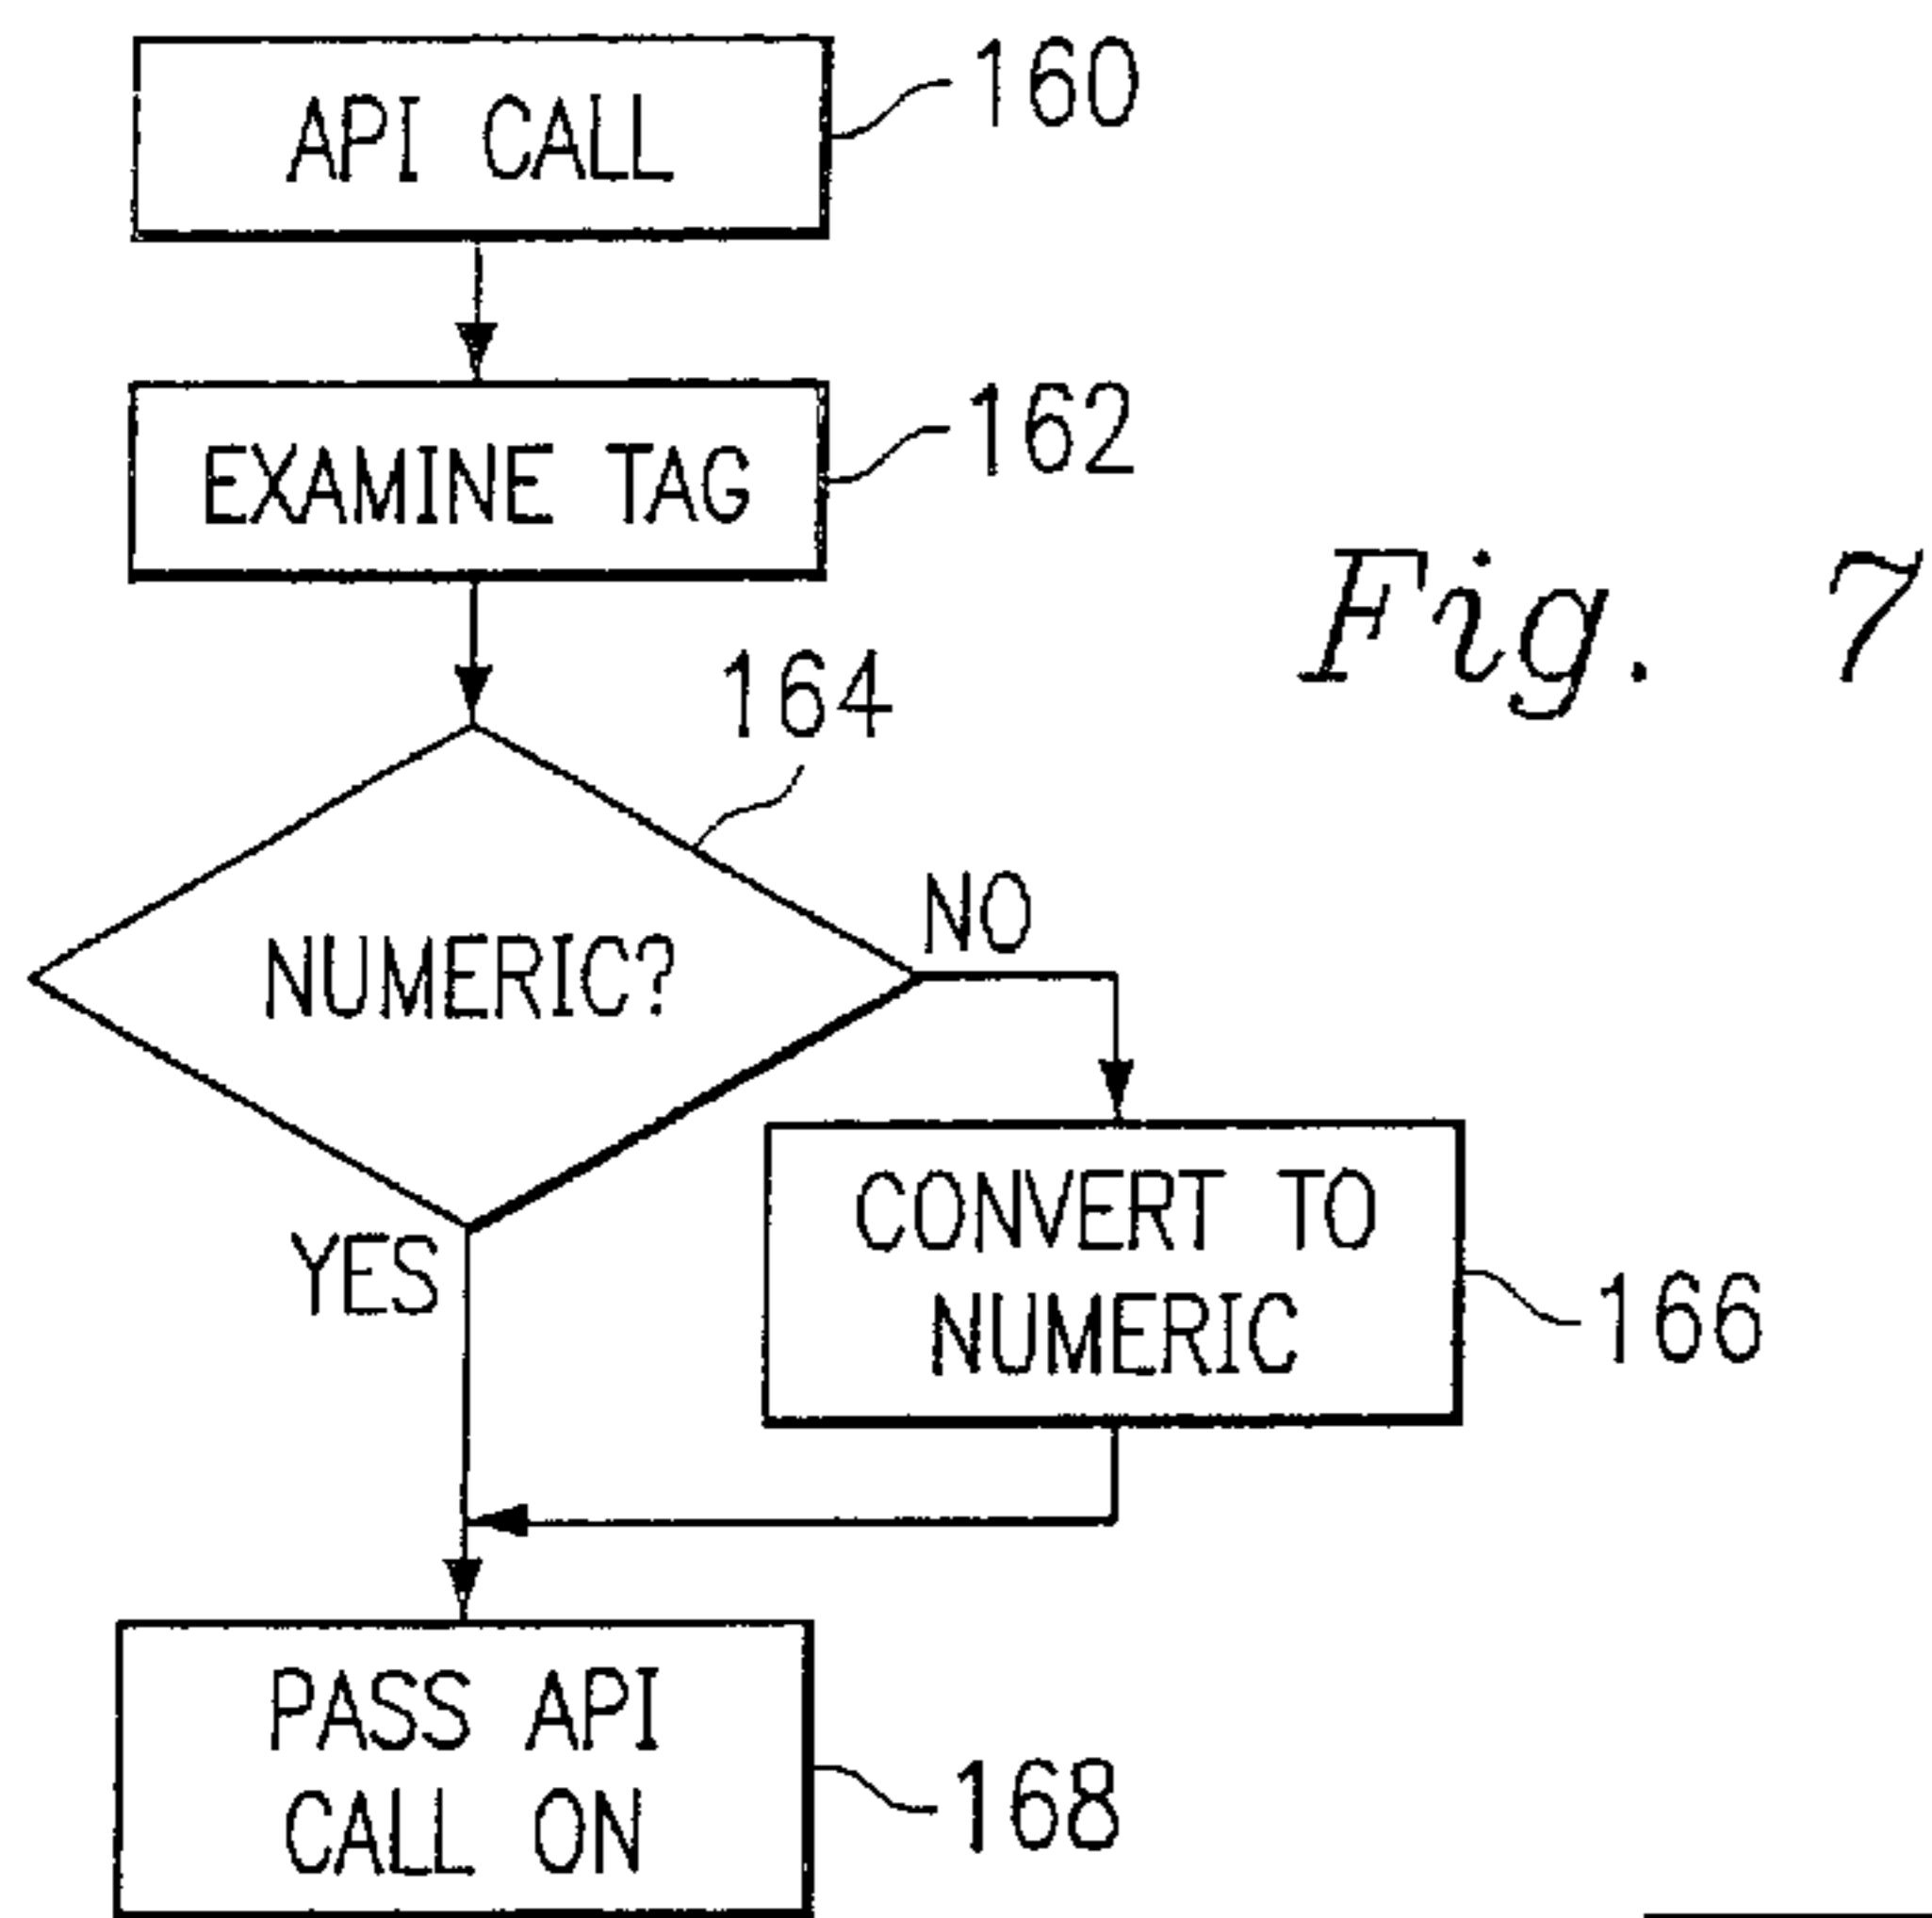 API CALL
160
EXAMINE TAG
162
Fig. 7
164
NUMERIC?
NO
YES
CONVERT TO
NUMERIC
166
PASS API
CALL ON
168